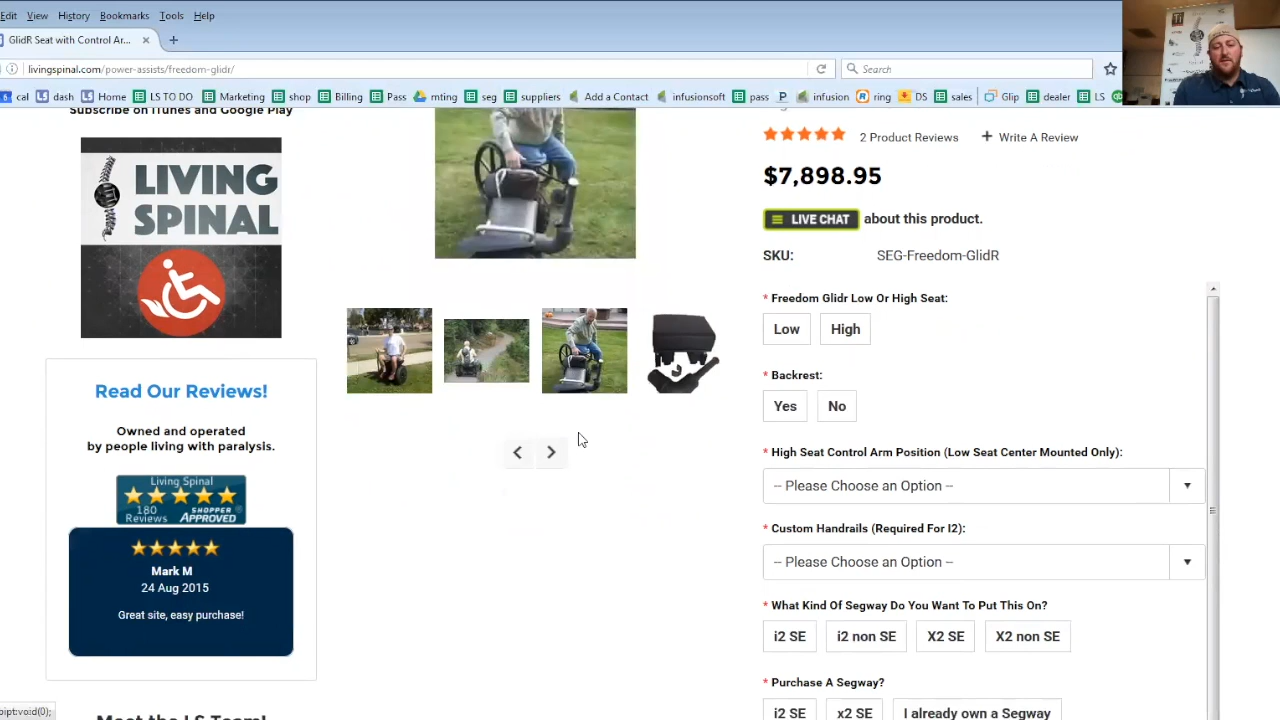 Edit View History Bookmarks Tools Help
GlidR Seat with Control Ar... × +
livingspinal.com/power-assists/freedom-glidr/
Search
cal dash Home LS TO DO Marketing shop Billing Pass mting seg suppliers Add a Contact infusionsoft pass infusion ring DS sales Glip dealer LS
Subscribe on iTunes and Google Play
LIVING
SPINAL
Read Our Reviews!
Owned and operated
by people living with paralysis.
Living Spinal
180
Reviews
SHOPPER
APPROVED
Mark M
24 Aug 2015
Great site, easy purchase!
2 Product Reviews + Write A Review
$7,898.95
LIVE CHAT about this product.
SKU: SEG-Freedom-GlidR
* Freedom Glidr Low Or High Seat:
Low High
* Backrest:
Yes No
* High Seat Control Arm Position (Low Seat Center Mounted Only):
-- Please Choose an Option --
* Custom Handrails (Required For I2):
-- Please Choose an Option --
* What Kind Of Segway Do You Want To Put This On?
i2 SE i2 non SE X2 SE X2 non SE
* Purchase A Segway?
i2 SE x2 SE I already own a Segway
ipt:void(0);